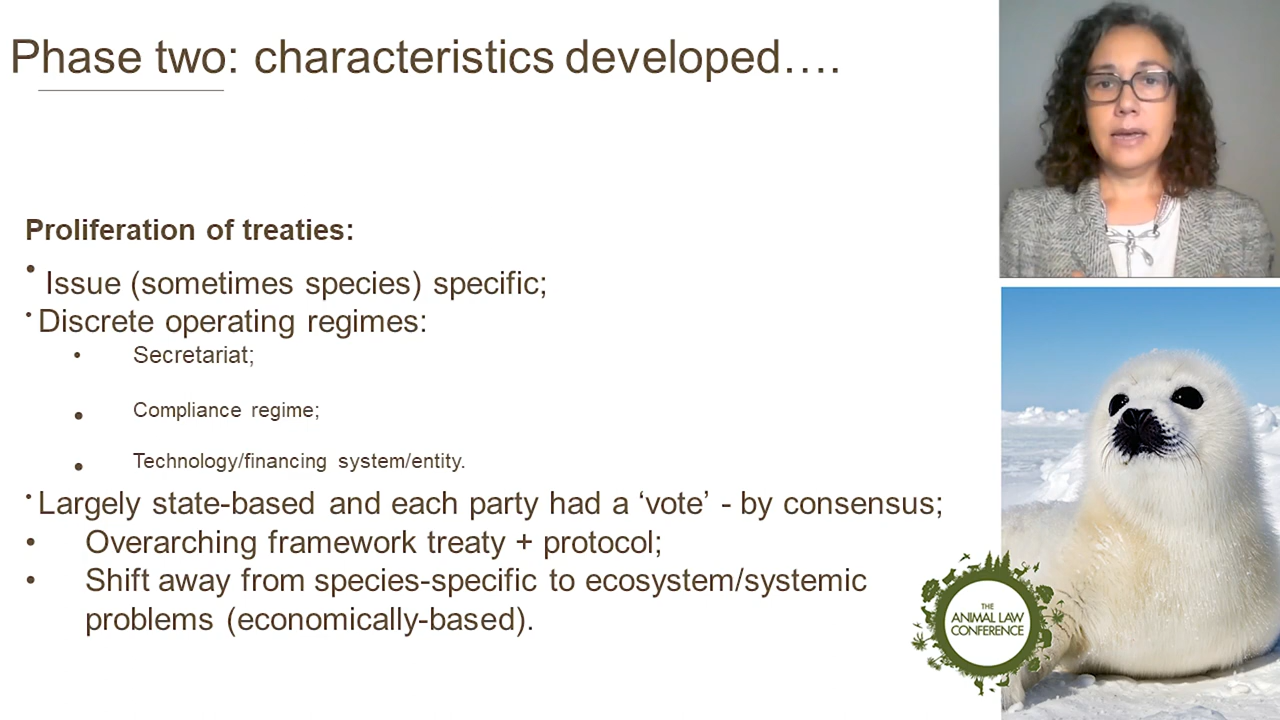 Phase two: characteristics developed….
Proliferation of treaties:
• Issue (sometimes species) specific;
• Discrete operating regimes:
• Secretariat;
• Compliance regime;
• Technology/financing system/entity.
• Largely state-based and each party had a ‘vote’ - by consensus;
• Overarching framework treaty + protocol;
• Shift away from species-specific to ecosystem/systemic
problems (economically-based).
THE
ANIMAL LAW
CONFERENCE